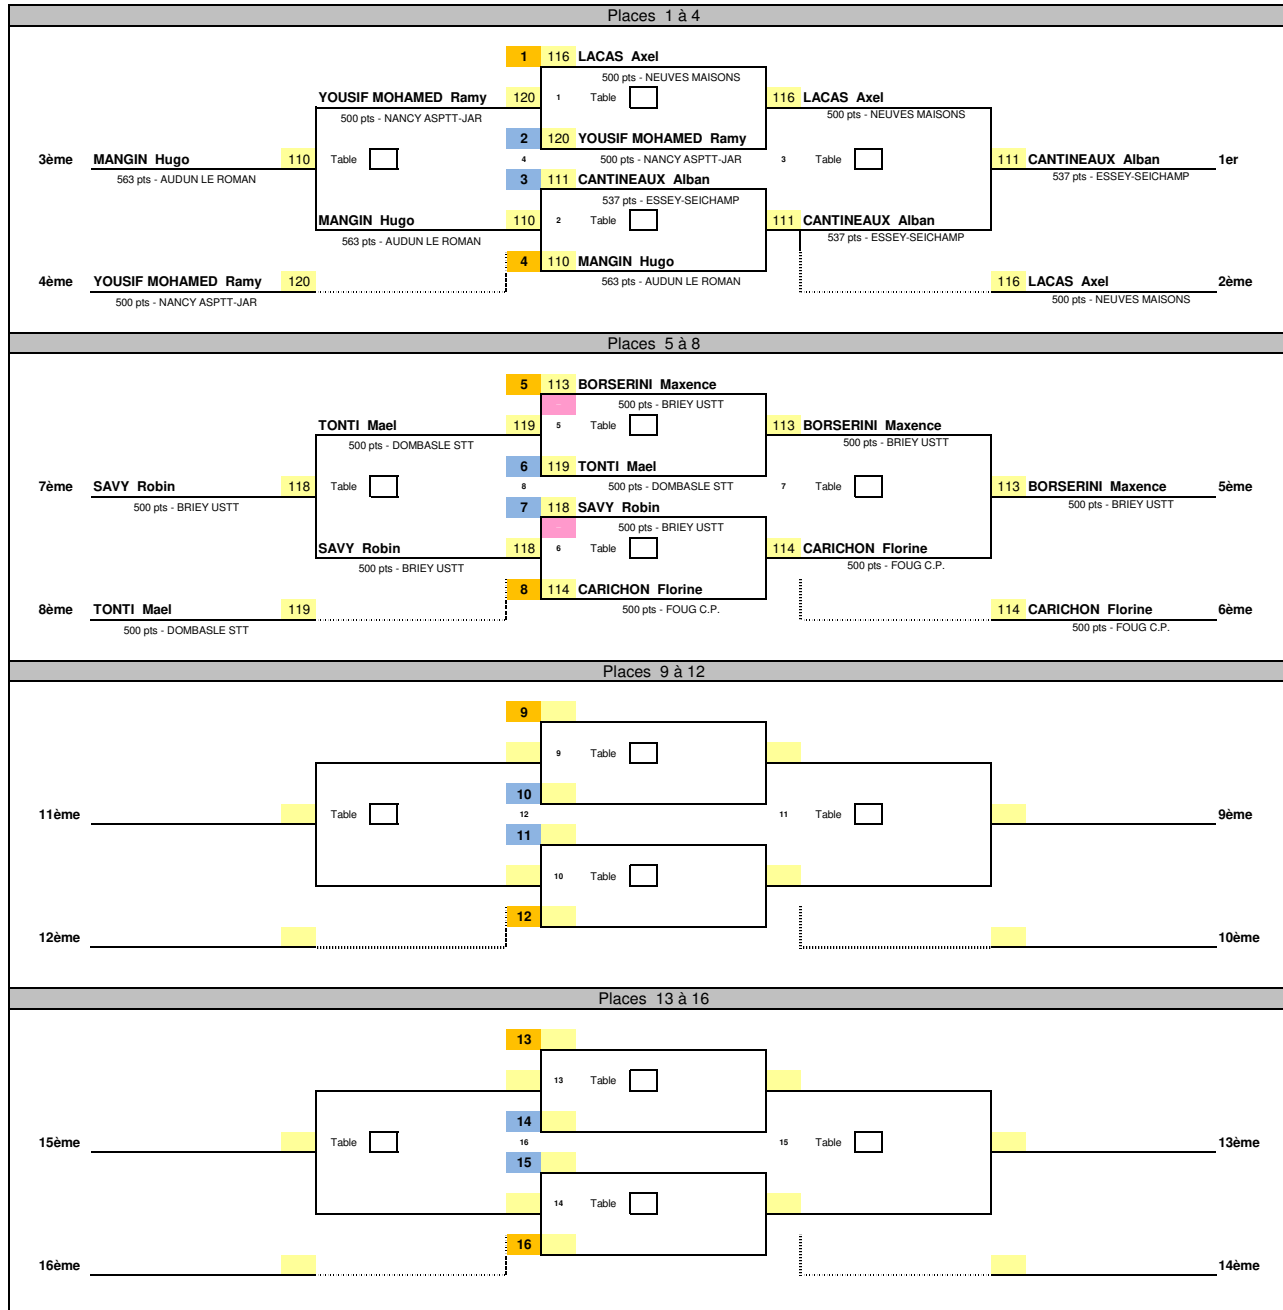 Places 1 à 4
1 116 LACAS Axel
500 pts - NEUVES MAISONS
YOUSIF MOHAMED Ramy 120 1 Table 116 LACAS Axel
500 pts - NANCY ASPTT-JAR 500 pts - NEUVES MAISONS
2 120 YOUSIF MOHAMED Ramy
3ème MANGIN Hugo 110 Table 4 500 pts - NANCY ASPTT-JAR 3 Table 111 CANTINEAUX Alban 1er
563 pts - AUDUN LE ROMAN 3 111 CANTINEAUX Alban 537 pts - ESSEY-SEICHAMP
537 pts - ESSEY-SEICHAMP
MANGIN Hugo 110 2 Table 111 CANTINEAUX Alban
563 pts - AUDUN LE ROMAN 537 pts - ESSEY-SEICHAMP
4 110 MANGIN Hugo
4ème YOUSIF MOHAMED Ramy 120 563 pts - AUDUN LE ROMAN 116 LACAS Axel 2ème
500 pts - NANCY ASPTT-JAR 500 pts - NEUVES MAISONS
Places 5 à 8
5 113 BORSERINI Maxence
500 pts - BRIEY USTT
TONTI Mael 119 5 Table 113 BORSERINI Maxence
500 pts - DOMBASLE STT 500 pts - BRIEY USTT
6 119 TONTI Mael
7ème SAVY Robin 118 Table 8 500 pts - DOMBASLE STT 7 Table 113 BORSERINI Maxence 5ème
500 pts - BRIEY USTT 7 118 SAVY Robin 500 pts - BRIEY USTT
500 pts - BRIEY USTT
SAVY Robin 118 6 Table 114 CARICHON Florine
500 pts - BRIEY USTT 500 pts - FOUG C.P.
8 114 CARICHON Florine
8ème TONTI Mael 119 500 pts - FOUG C.P. 114 CARICHON Florine 6ème
500 pts - DOMBASLE STT 500 pts - FOUG C.P.
Places 9 à 12
9
9 Table
10
11ème Table 12 11 Table 9ème
11
10 Table
12
12ème 10ème
Places 13 à 16
13
13 Table
14
15ème Table 16 15 Table 13ème
15
14 Table
16
16ème 14ème